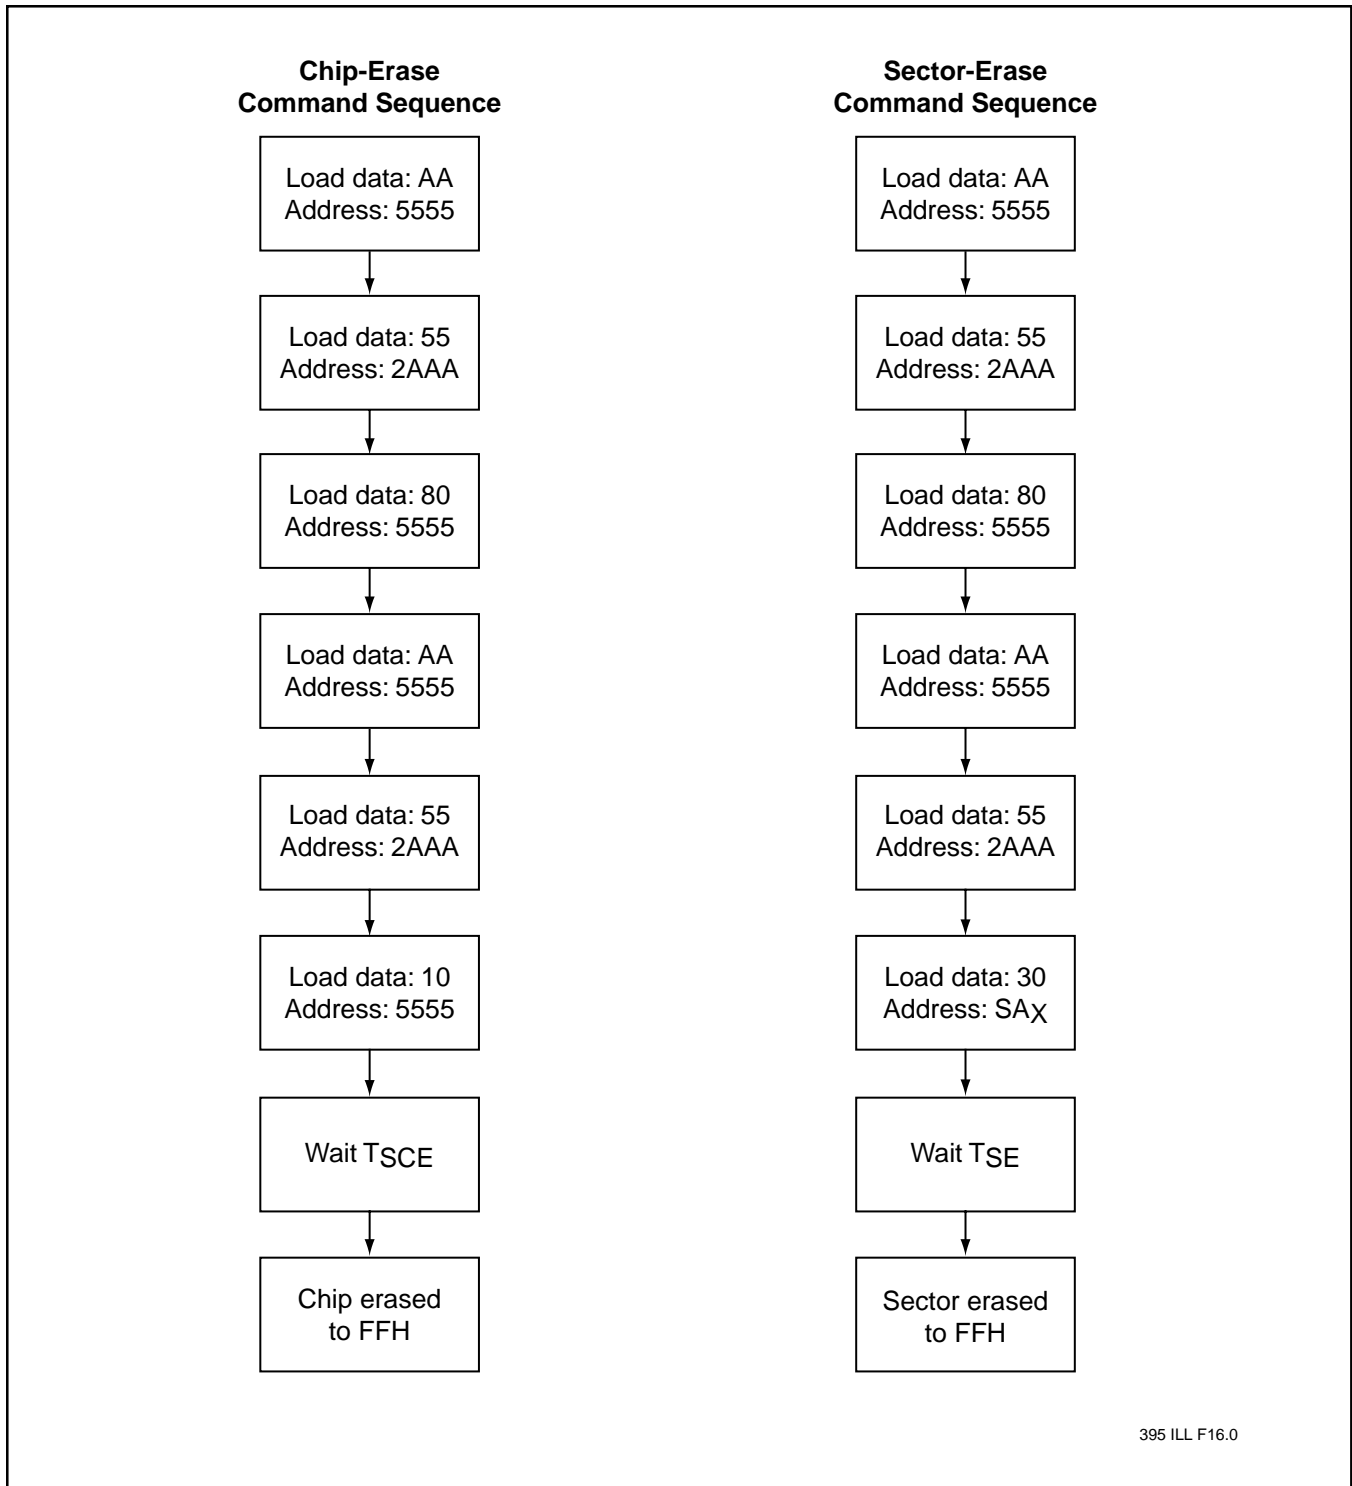 Chip-Erase
Command Sequence
Load data: AA
Address: 5555
Load data: 55
Address: 2AAA
Load data: 80
Address: 5555
Load data: AA
Address: 5555
Load data: 55
Address: 2AAA
Load data: 10
Address: 5555
Wait TSCE
Chip erased
to FFH
Sector-Erase
Command Sequence
Load data: AA
Address: 5555
Load data: 55
Address: 2AAA
Load data: 80
Address: 5555
Load data: AA
Address: 5555
Load data: 55
Address: 2AAA
Load data: 30
Address: SAX
Wait TSE
Sector erased
to FFH
395 ILL F16.0